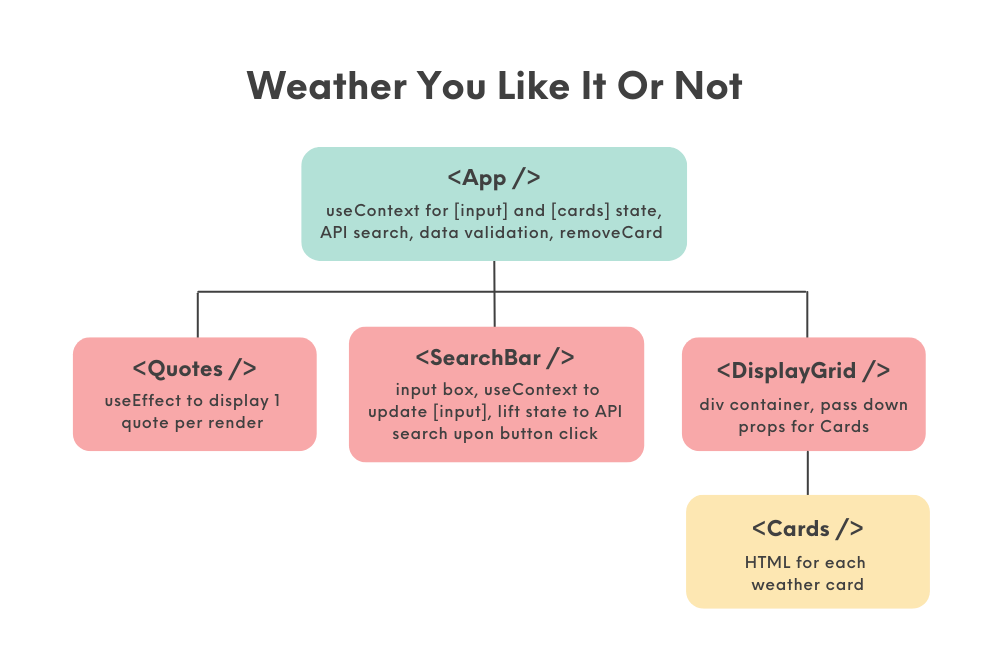 Weather You Like It Or Not
<App />
useContext for [input] and [cards] state,
API search, data validation, removeCard
<Quotes />
useEffect to display 1
quote per render
<SearchBar />
input box, useContext to
update [input], lift state to API
search upon button click
<DisplayGrid />
div container, pass down
props for Cards
<Cards />
HTML for each
weather card